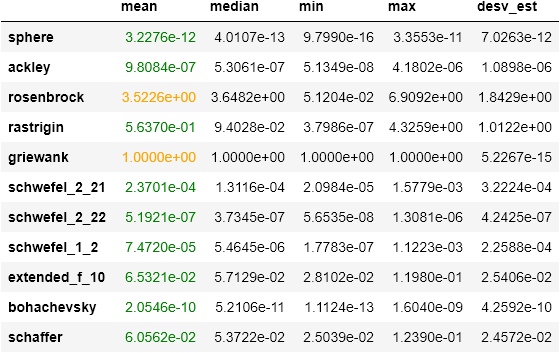 mean median min max desv_est
sphere 3.2276e-12 4.0107e-13 9.7990e-16 3.3553e-11 7.0263e-12
ackley 9.8084e-07 5.3061e-07 5.1349e-08 4.1802e-06 1.0898e-06
rosenbrock 3.5226e+00 3.6482e+00 5.1204e-02 6.9092e+00 1.8429e+00
rastrigin 5.6370e-01 9.4028e-02 3.7986e-07 4.3259e+00 1.0122e+00
griewank 1.0000e+00 1.0000e+00 1.0000e+00 1.0000e+00 5.2267e-15
schwefel_2_21 2.3701e-04 1.3116e-04 2.0984e-05 1.5779e-03 3.2224e-04
schwefel_2_22 5.1921e-07 3.7345e-07 5.6535e-08 1.3081e-06 4.2425e-07
schwefel_1_2 7.4720e-05 5.4645e-06 1.7783e-07 1.1223e-03 2.2588e-04
extended_f_10 6.5321e-02 5.7129e-02 2.8102e-02 1.1980e-01 2.5406e-02
bohachevsky 2.0546e-10 5.2106e-11 1.1124e-13 1.6040e-09 4.2592e-10
schaffer 6.0562e-02 5.3722e-02 2.5039e-02 1.2390e-01 2.4572e-02